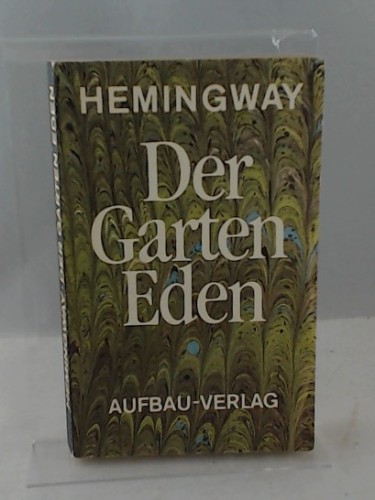 HEMINGWAY
Der
Garten
Eden
AUFBAU-VERLAG